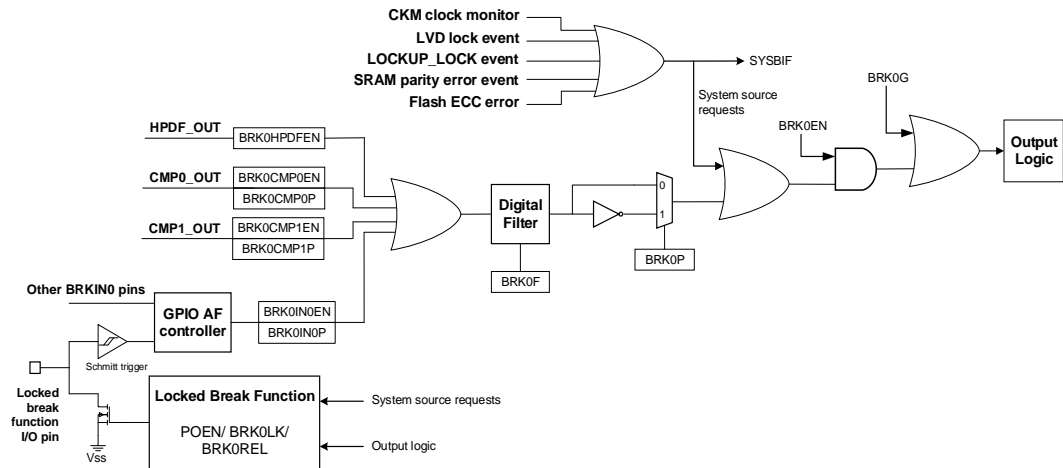 CKM clock monitor
LVD lock event
LOCKUP_LOCK event
SRAM parity error event
Flash ECC error
SYSBIF
System source
requests
BRK0G
BRK0EN
Output
Logic
HPDF_OUT
BRK0HPDFEN
CMP0_OUT
BRK0CMP0EN
BRK0CMP0P
CMP1_OUT
BRK0CMP1EN
BRK0CMP1P
Digital
Filter
BRK0F
0
1
BRK0P
Other BRKIN0 pins
GPIO AF
controller
BRK0IN0EN
BRK0IN0P
Schmitt trigger
Locked
break
function
I/O pin
Vss
Locked Break Function
POEN/ BRK0LK/
BRK0REL
System source requests
Output logic